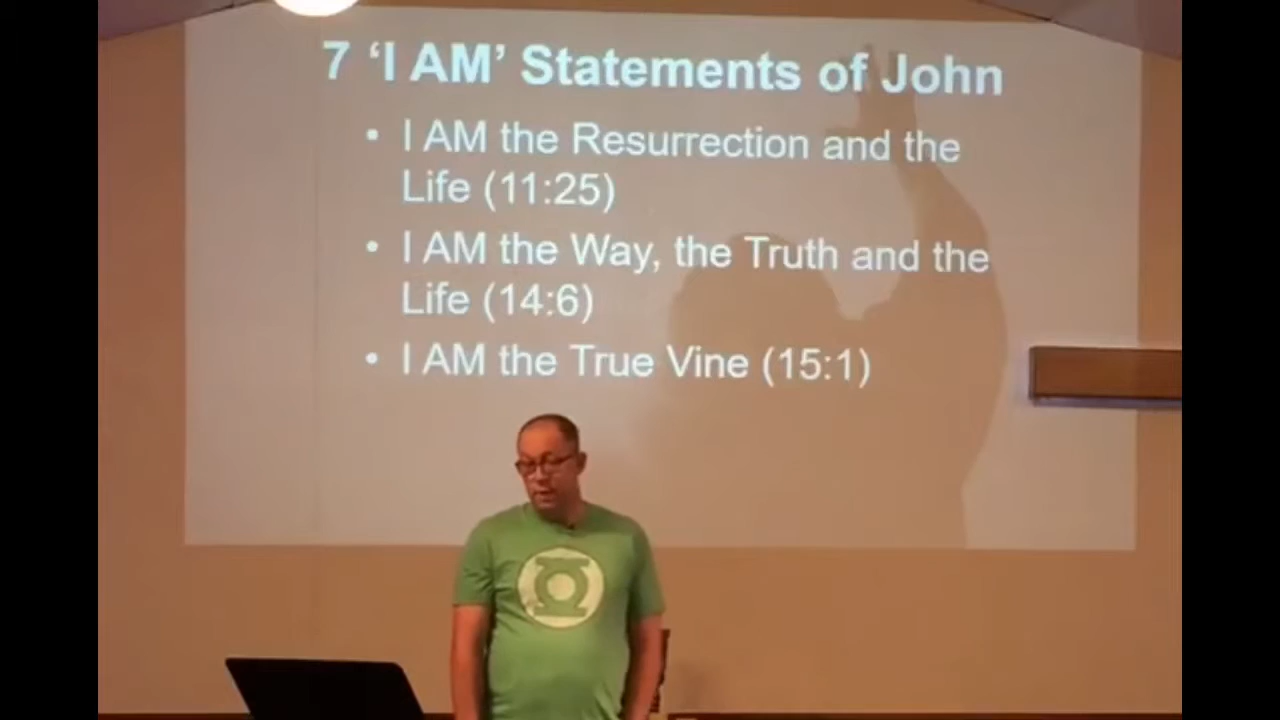 7 ‘I AM’ Statements of John
• I AM the Resurrection and the
Life (11:25)
• I AM the Way, the Truth and the
Life (14:6)
• I AM the True Vine (15:1)